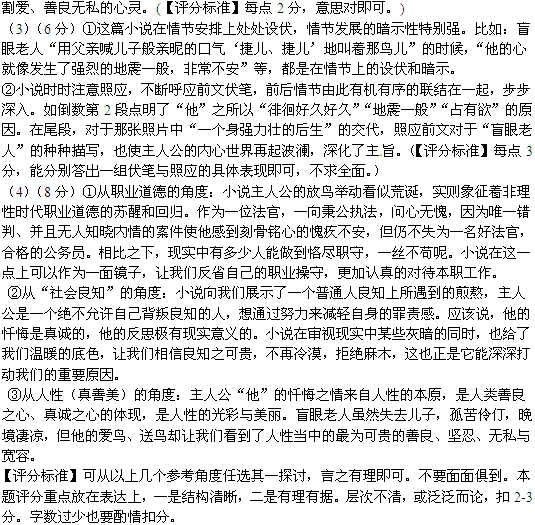 割爱、善良无私的心灵。(【评分标准】每点 2 分，意思对即可。)
(3)(6 分)①这篇小说在情节安排上处处设伏，情节发展的暗示性特别强。比如：盲
眼老人“用父亲喊儿子般亲昵的口气‘捷儿、捷儿’地叫着那鸟儿”的时候，“他的心
就像发生了强烈的地震一般，非常不安”等，都是在情节上的设伏和暗示。
②小说时时注意照应，不断呼应前文伏笔，前后情节由此有机有序的联结在一起，步步
深入。如倒数第 2 段点明了“他”之所以“徘徊好久好久”“地震一般”“占有欲”的原
因。在尾段，对于那张照片中“一个身强力壮的后生”的交代，照应前文对于“盲眼老
人”的种种描写，也使主人公的内心世界再起波澜，深化了主旨。(【评分标准】每点 3
分，能分别答出一组伏笔与照应的具体表现即可，不求全面。)
(4)(8 分)①从职业道德的角度：小说主人公的放鸟举动看似荒诞，实则象征着非理
性时代职业道德的苏醒和回归。作为一位法官，一向秉公执法，问心无愧，因为唯一错
判、并且无人知晓内情的案件使他感到刻骨铭心的愧疚不安，但仍不失为一名好法官，
合格的公务员。相比之下，现实中有多少人能做到恪尽职守，一丝不苟呢。小说在这一
点上可以作为一面镜子，让我们反省自己的职业操守，更加认真的对待本职工作。
②从“社会良知”的角度：小说向我们展示了一个普通人良知上所遇到的煎熬，主人
公是一个绝不允许自己背叛良知的人，想通过努力来减轻自身的罪责感。应该说，他的
忏悔是真诚的，他的反思极有现实意义的。小说在审视现实中某些灰暗的同时，也给了
我们温暖的底色，让我们相信良知之可贵，不再冷漠，拒绝麻木，这也正是它能深深打
动我们的重要原因。
③从人性（真善美）的角度：主人公“他”的忏悔之情来自人性的本原，是人类善良
之心、真诚之心的体现，是人性的光彩与美丽。盲眼老人虽然失去儿子，孤苦伶仃，晚
境凄凉，但他的爱鸟、送鸟却让我们看到了人性当中的最为可贵的善良、坚忍、无私与
宽容。
【评分标准】可从以上几个参考角度任选其一探讨，言之有理即可。不要面面俱到。本
题评分重点放在表达上，一是结构清晰，二是有理有据。层次不清，或泛泛而论，扣 2-3
分。字数过少也要酌情扣分。